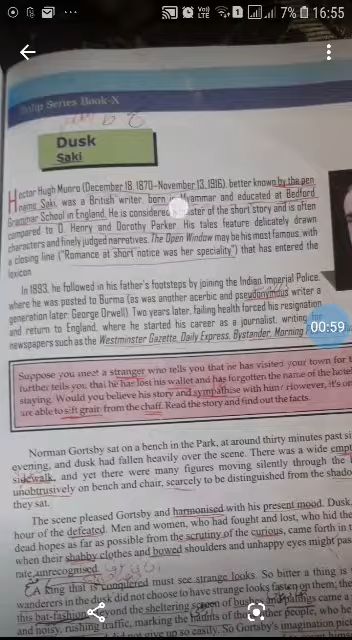 16:55
7%
Series Book-X
Dusk
Saki
Hector Hugh Munro (December 18, 1870–November 13, 1916), better known by the pen
name Saki, was a British writer, born in Myanmar and educated at Bedford
Grammar School in England. He is considered master of the short story and is often
compared to O. Henry and Dorothy Parker. His tales feature delicately drawn
characters and finely judged narratives. The Open Window may be his most famous, with
a closing line ("Romance at short notice was her speciality") that has entered the
lexicon
In 1893, he followed in his father's footsteps by joining the Indian Imperial Police,
where he was posted to Burma (as was another acerbic and pseudonymous writer a
generation later: George Orwell). Two years later, failing health forced his resignation
and return to England, where he started his career as a journalist, writing for
newspapers such as the Westminster Gazette, Daily Express, Bystander, Morning
00:59
Suppose you meet a stranger who tells you that he has visited your town for
further tells you that he has lost his wallet and has forgotten the name of the hotel
staying. Would you believe his story and sympathise with him? However, it's
are able to sift grain from the chaff. Read the story and find out the facts.
Norman Gortsby sat on a bench in the Park, at around thirty minutes past
evening, and dusk had fallen heavily over the scene. There was a wide
sidewalk, and yet there were many figures moving silently through the
unobtrusively on bench and chair, scarcely to be distinguished from the
they sat.
The scene pleased Gortsby and harmonised with his present mood. Dusk,
hour of the defeated. Men and women, who had fought and lost, who hid
dead hopes as far as possible from the scrutiny of the curious, came forth in
when their shabby clothes and bowed shoulders and unhappy eyes might pass
rate, unrecognised.
A king that is conquered must see strange looks. So bitter a thing is
wanderers in the dusk did not choose to have strange looks fasten on them;
this bat-fashion beyond the sheltering screen of bushes and railings came a
and noisy, rushing traffic, marking the haunts of other people, who
did not give up so easily. So Gortsby's imagination